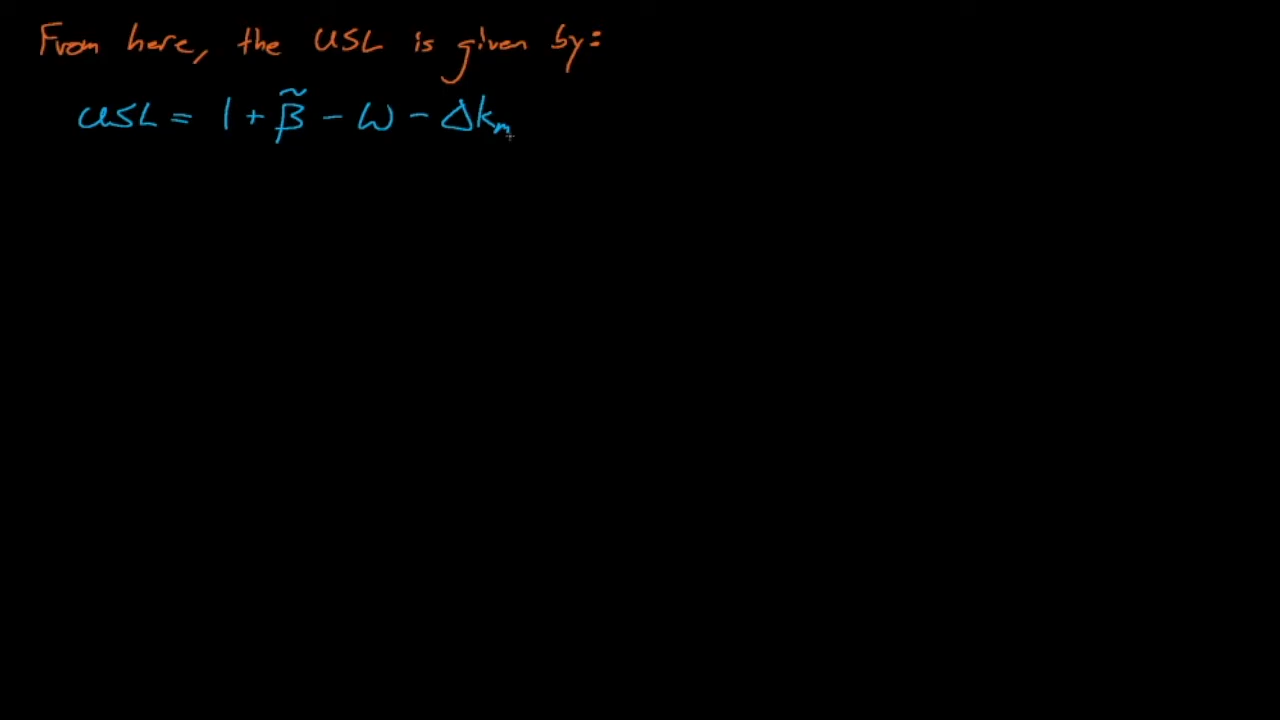 From here, the USL is given by:
USL = 1 + β̃ - ω - Δkₘ